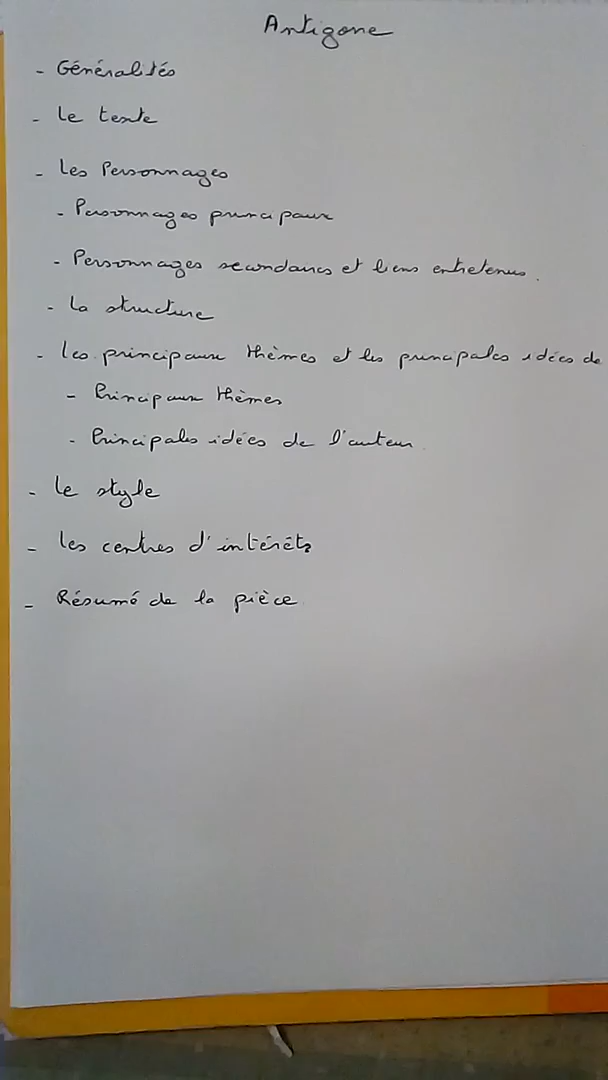 Antigone
- Généralités
- Le texte
- Les Personnages
- Personnages principaux
- Personnages secondaires et liens entretenus.
- La structure
- Les principaux thèmes et les principales idées de
- Principaux thèmes
- Principales idées de l'auteur.
- Le style
- Les centres d'intérêts
- Résumé de la pièce